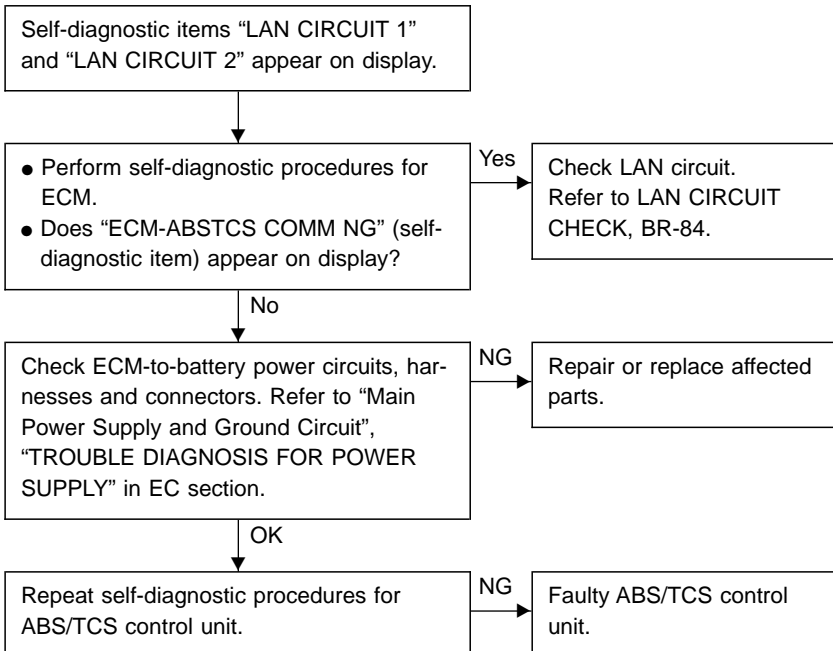 Self-diagnostic items “LAN CIRCUIT 1”
and “LAN CIRCUIT 2” appear on display.
● Perform self-diagnostic procedures for
ECM.
● Does “ECM-ABSTCS COMM NG” (self-
diagnostic item) appear on display?
Yes
Check LAN circuit.
Refer to LAN CIRCUIT
CHECK, BR-84.
No
Check ECM-to-battery power circuits, har-
nesses and connectors. Refer to “Main
Power Supply and Ground Circuit”,
“TROUBLE DIAGNOSIS FOR POWER
SUPPLY” in EC section.
NG
Repair or replace affected
parts.
OK
Repeat self-diagnostic procedures for
ABS/TCS control unit.
NG
Faulty ABS/TCS control
unit.